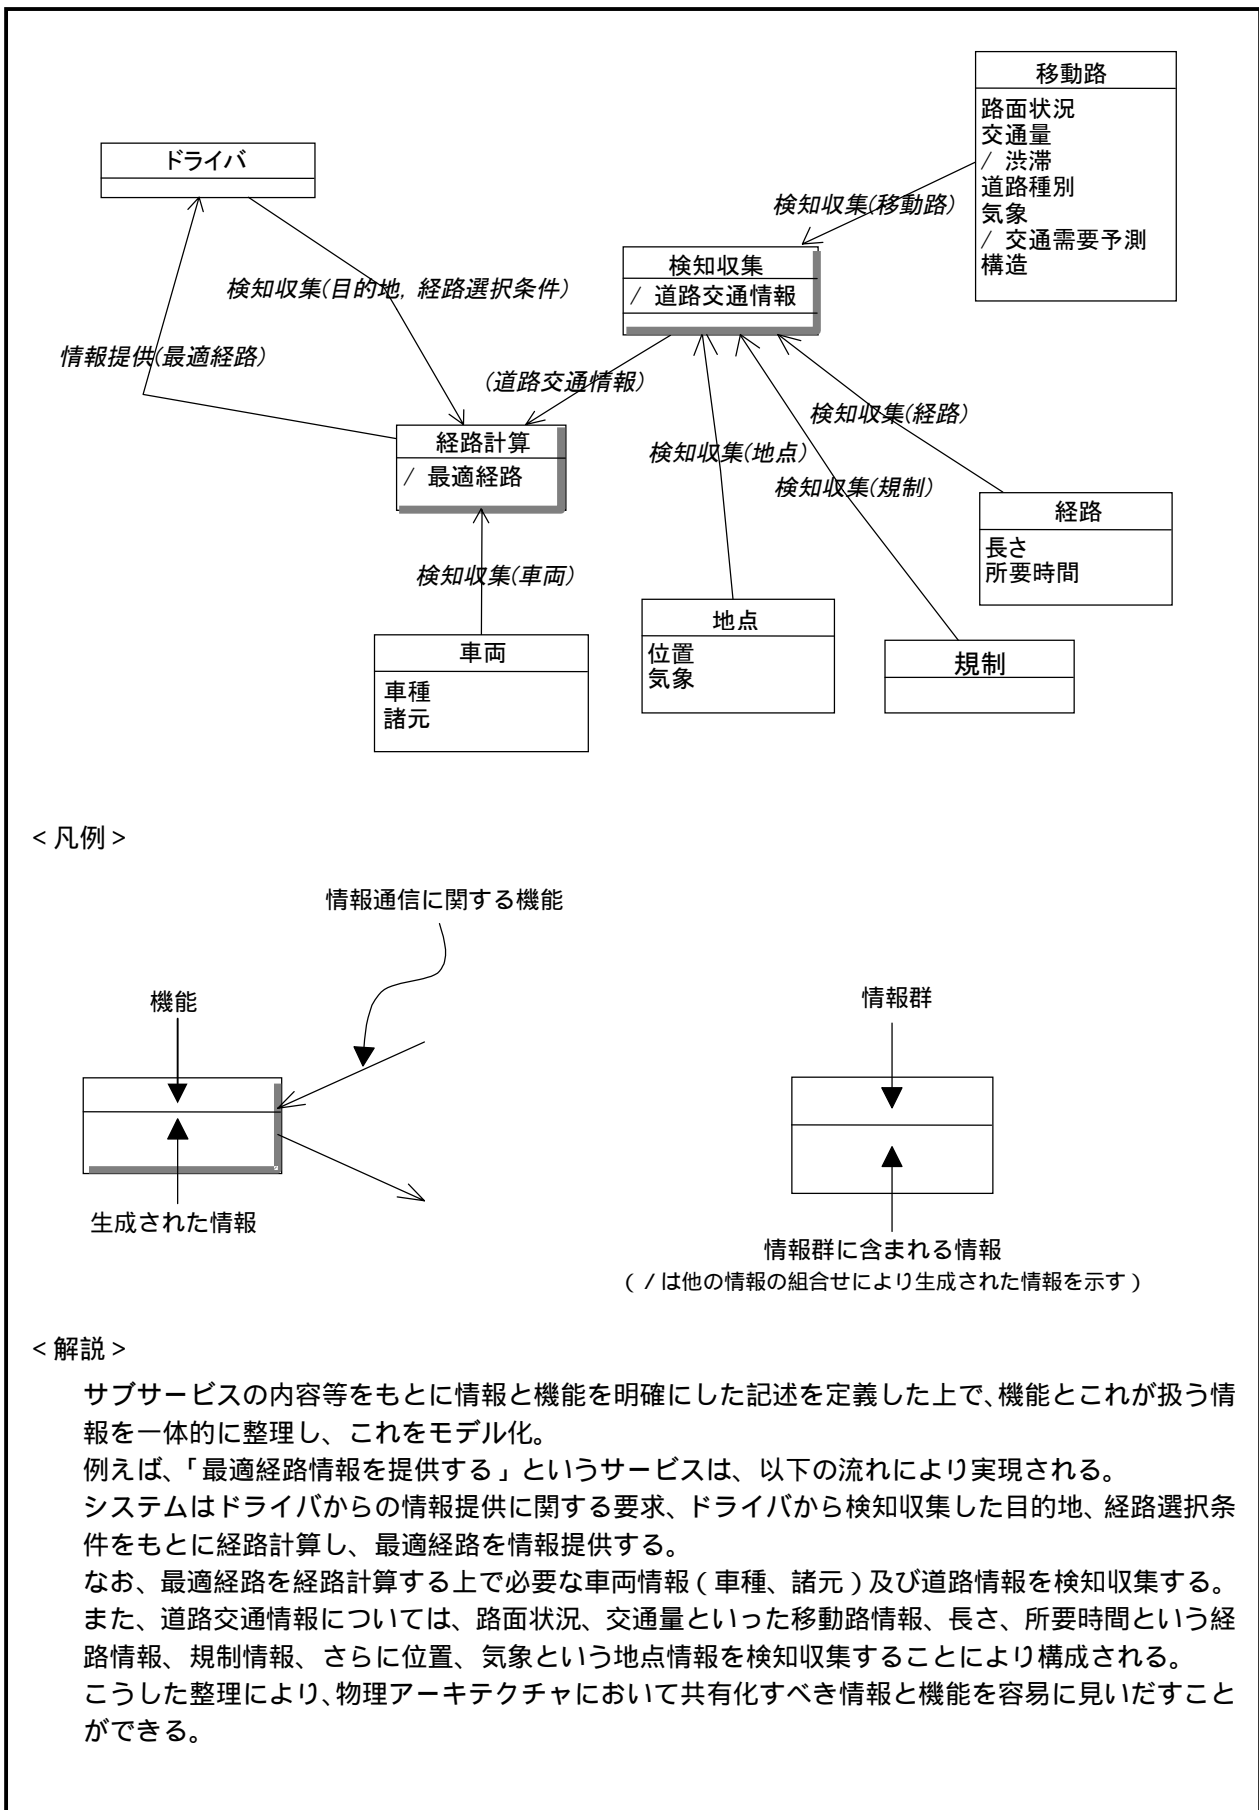 移動路
路面状況
交通量
/ 渋滞
道路種別
気象
/ 交通需要予測
構造
ドライバ
検知収集(移動路)
検知収集
/ 道路交通情報
検知収集(目的地, 経路選択条件)
情報提供(最適経路)
(道路交通情報)
検知収集(経路)
経路計算
/ 最適経路
検知収集(地点)
検知収集(規制)
経路
長さ
所要時間
検知収集(車両)
地点
位置
気象
車両
車種
諸元
規制
<凡例>
情報通信に関する機能
機能
情報群
生成された情報
情報群に含まれる情報
(/は他の情報の組合せにより生成された情報を示す)
<解説>
サブサービスの内容等をもとに情報と機能を明確にした記述を定義した上で、機能とこれが扱う情
報を一体的に整理し、これをモデル化。
例えば、「最適経路情報を提供する」というサービスは、以下の流れにより実現される。
システムはドライバからの情報提供に関する要求、ドライバから検知収集した目的地、経路選択条
件をもとに経路計算し、最適経路を情報提供する。
なお、最適経路を経路計算する上で必要な車両情報(車種、諸元)及び道路情報を検知収集する。
また、道路交通情報については、路面状況、交通量といった移動路情報、長さ、所要時間という経
路情報、規制情報、さらに位置、気象という地点情報を検知収集することにより構成される。
こうした整理により、物理アーキテクチャにおいて共有化すべき情報と機能を容易に見いだすこと
ができる。